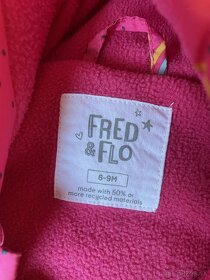 FRED
& FLO
6-9M
made with 50% or
more recycled materials